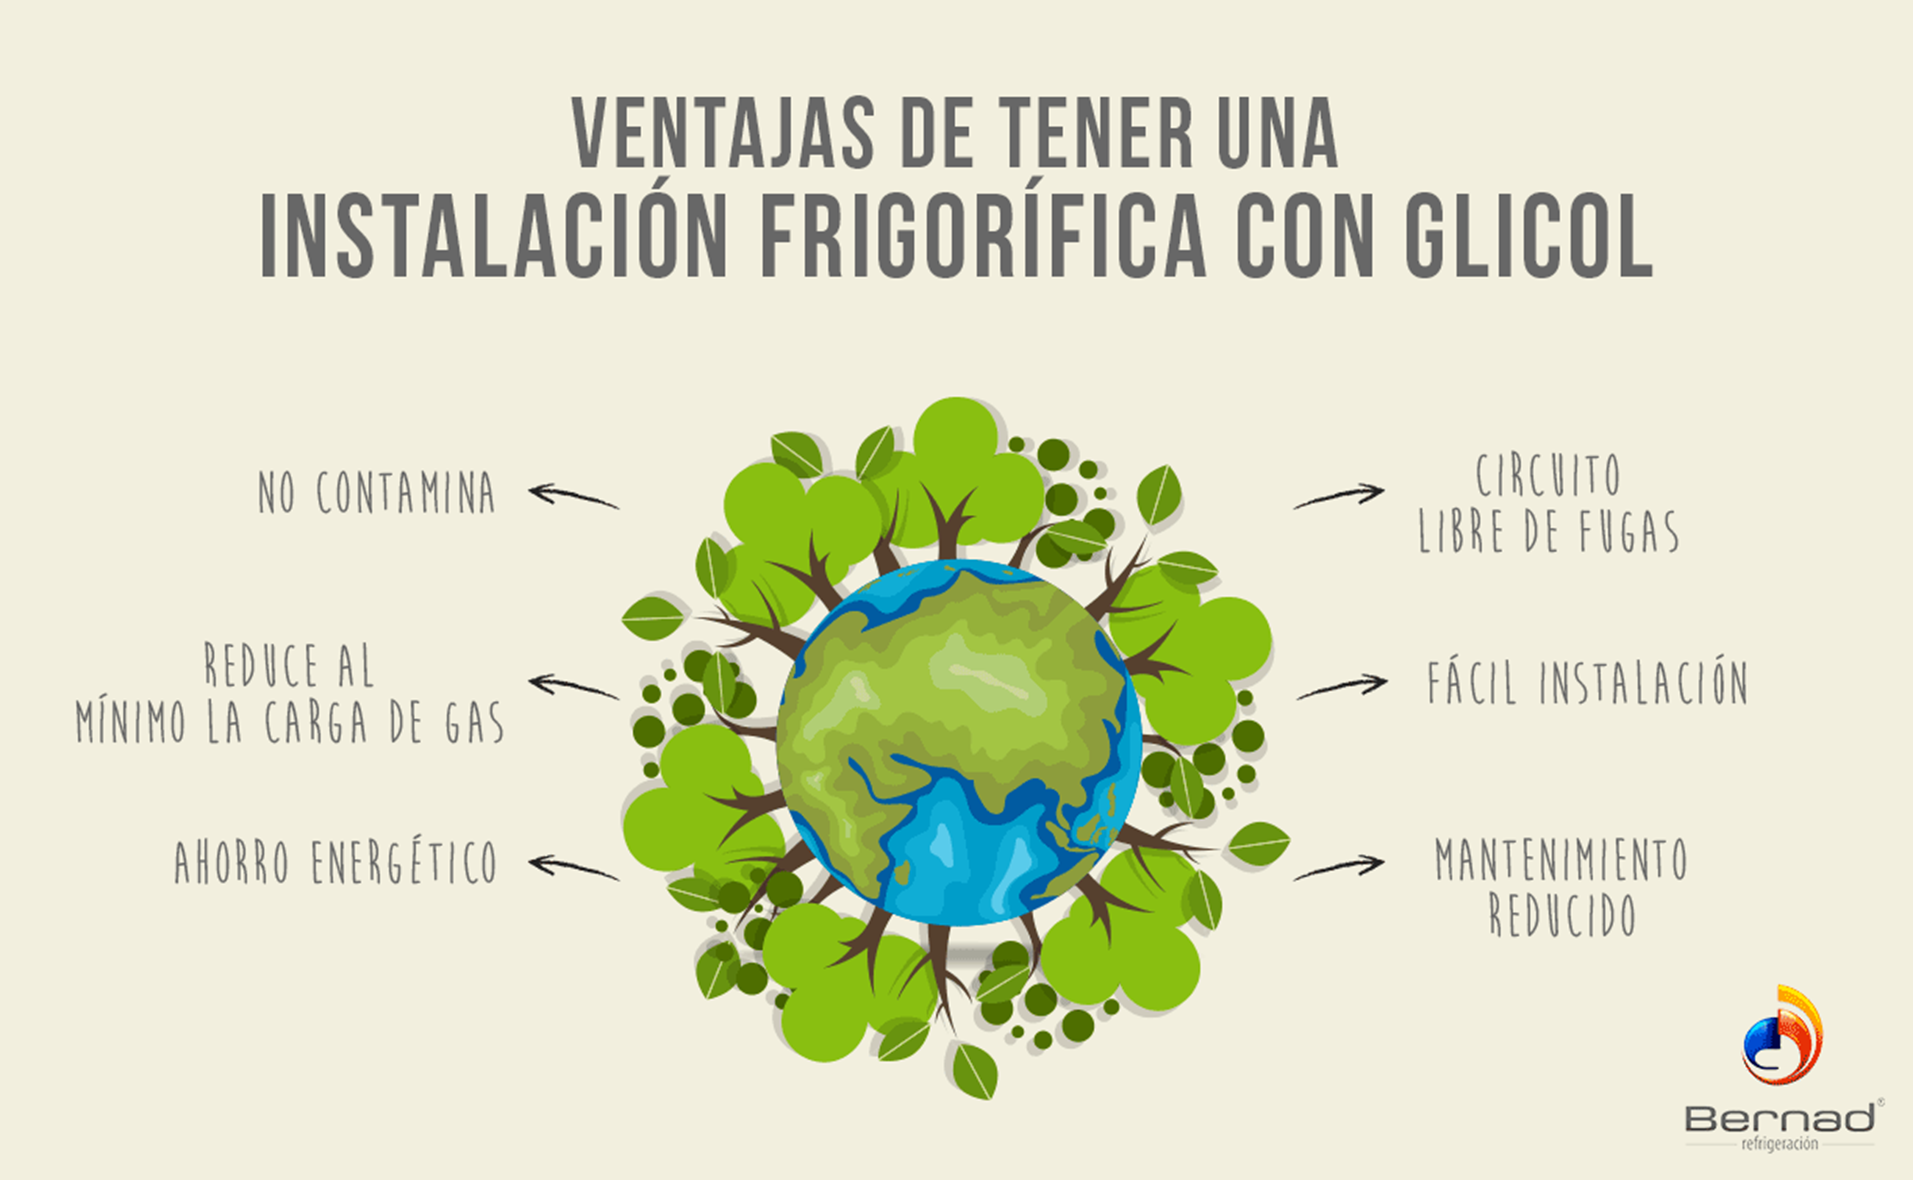 VENTAJAS DE TENER UNA
INSTALACIÓN FRIGORÍFICA CON GLICOL
NO CONTAMINA
REDUCE AL
MÍNIMO LA CARGA DE GAS
AHORRO ENERGÉTICO
CIRCUITO
LIBRE DE FUGAS
FÁCIL INSTALACIÓN
MANTENIMIENTO
REDUCIDO
Bernad®
refrigeración